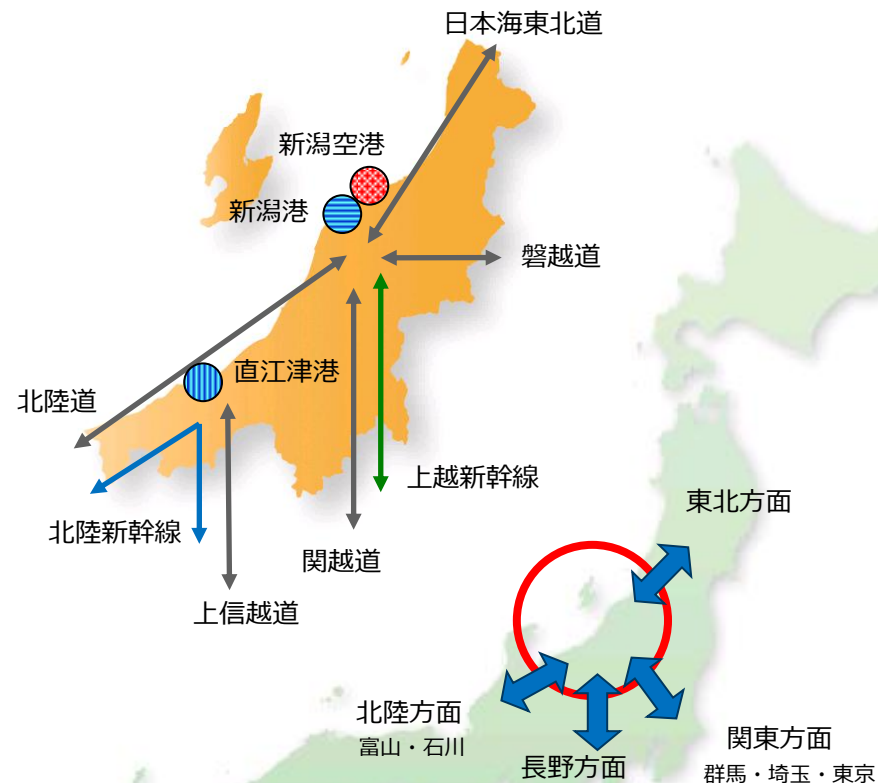 日本海東北道
新潟空港
新潟港
磐越道
直江津港
北陸道
上越新幹線
北陸新幹線
関越道
上信越道
東北方面
北陸方面
富山・石川
長野方面
関東方面
群馬・埼玉・東京